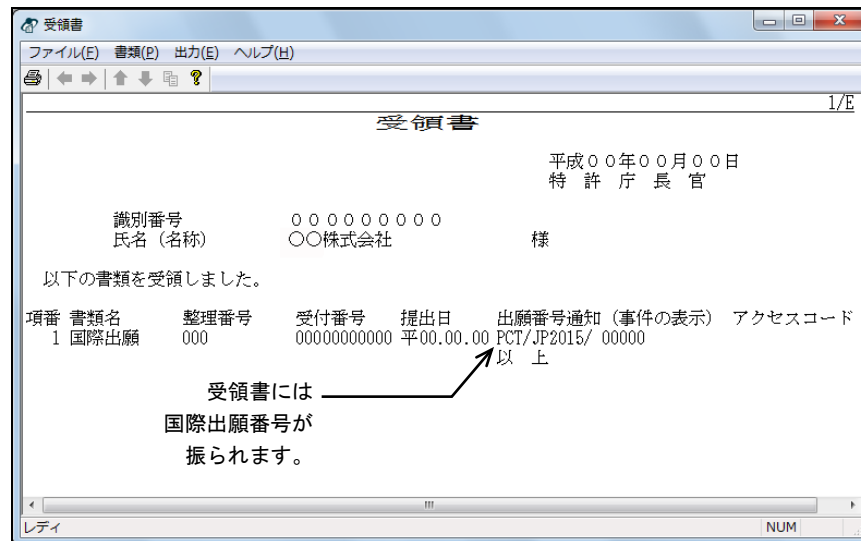 受領書
ファイル(F) 書類(P) 出力(E) ヘルプ(H)
1/E
受領書
平成００年００月００日
特 許 庁 長 官
識別番号 ０００００００００
氏名（名称） ○○株式会社 様
以下の書類を受領しました。
項番 書類名 整理番号 受付番号 提出日 出願番号通知（事件の表示） アクセスコード
1 国際出願 000 00000000000 平00.00.00 PCT/JP2015/ 00000
以 上
受領書には
国際出願番号が
振られます。
レディ NUM